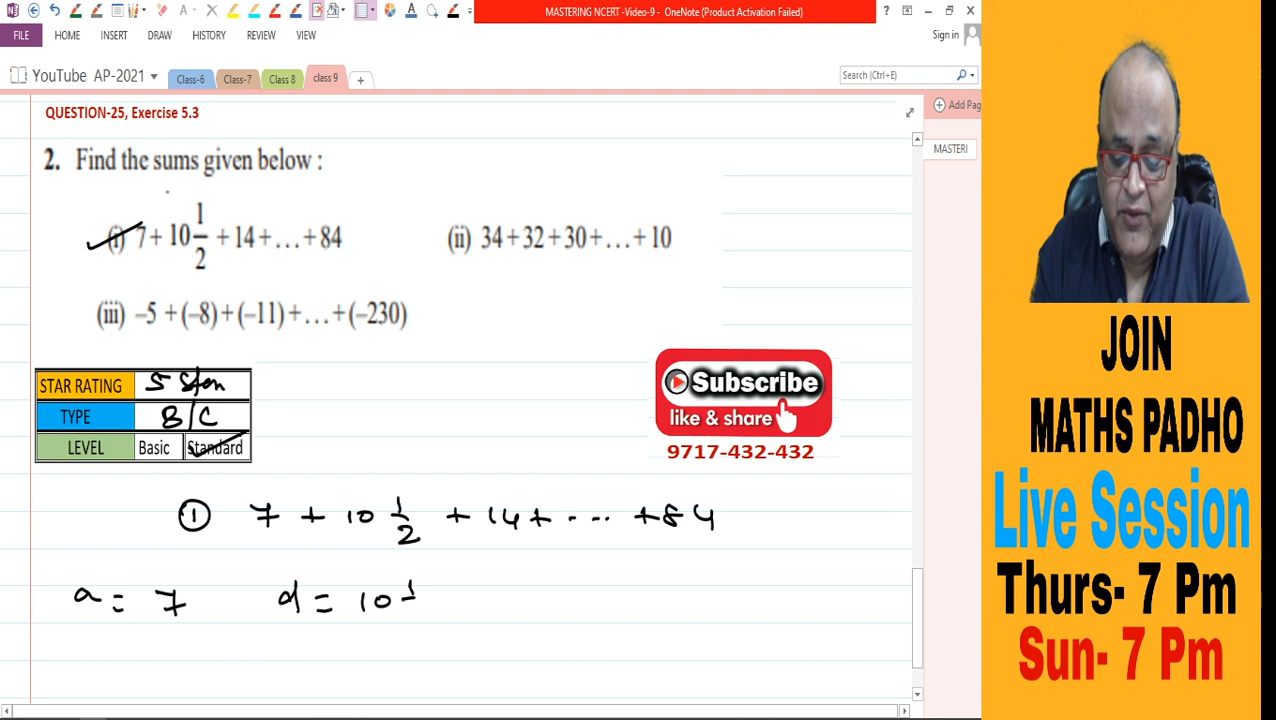 MASTERING NCERT -Video-9 - OneNote (Product Activation Failed)
FILE HOME INSERT DRAW HISTORY REVIEW VIEW Sign in
YouTube AP-2021 Class-6 Class-7 Class 8 class 9 + Search (Ctrl+E)
Add Pag
MASTERI
QUESTION-25, Exercise 5.3
2. Find the sums given below :
(i) 7 + 10 1/2 + 14 + ... + 84 (ii) 34 + 32 + 30 + ... + 10
(iii) –5 + (–8) + (–11) + ... + (–230)
STAR RATING 5 Star
TYPE B/C
LEVEL Basic Standard
Subscribe
like & share
9717-432-432
① 7 + 10 1/2 + 14 + ... + 84
a = 7 d = 10 1
JOIN
MATHS PADHO
Live Session
Thurs- 7 Pm
Sun- 7 Pm